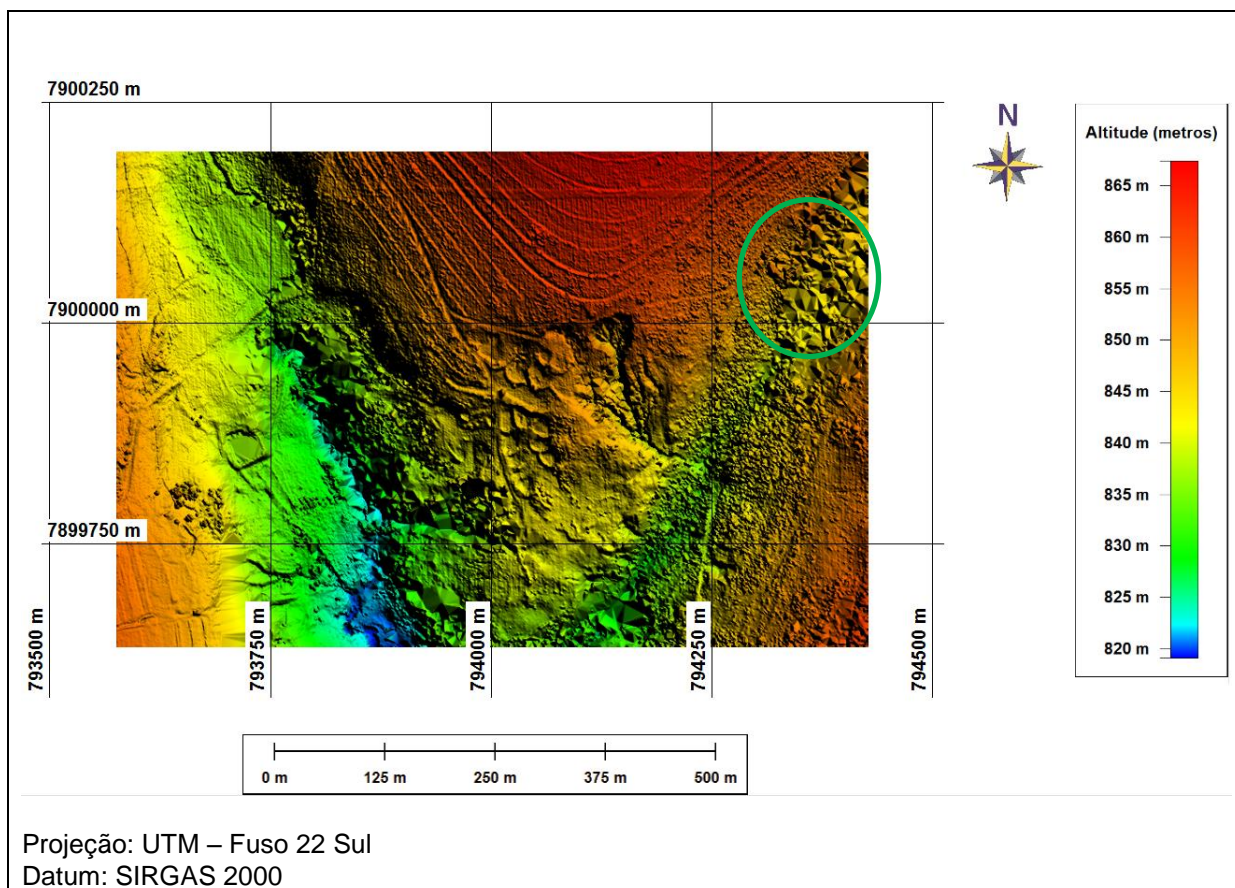 7900250 m
N
Altitude (metros)
865 m
860 m
855 m
850 m
845 m
840 m
835 m
830 m
825 m
820 m
7900000 m
7899750 m
793500 m
793750 m
794000 m
794250 m
794500 m
0 m 125 m 250 m 375 m 500 m
Projeção: UTM – Fuso 22 Sul
Datum: SIRGAS 2000